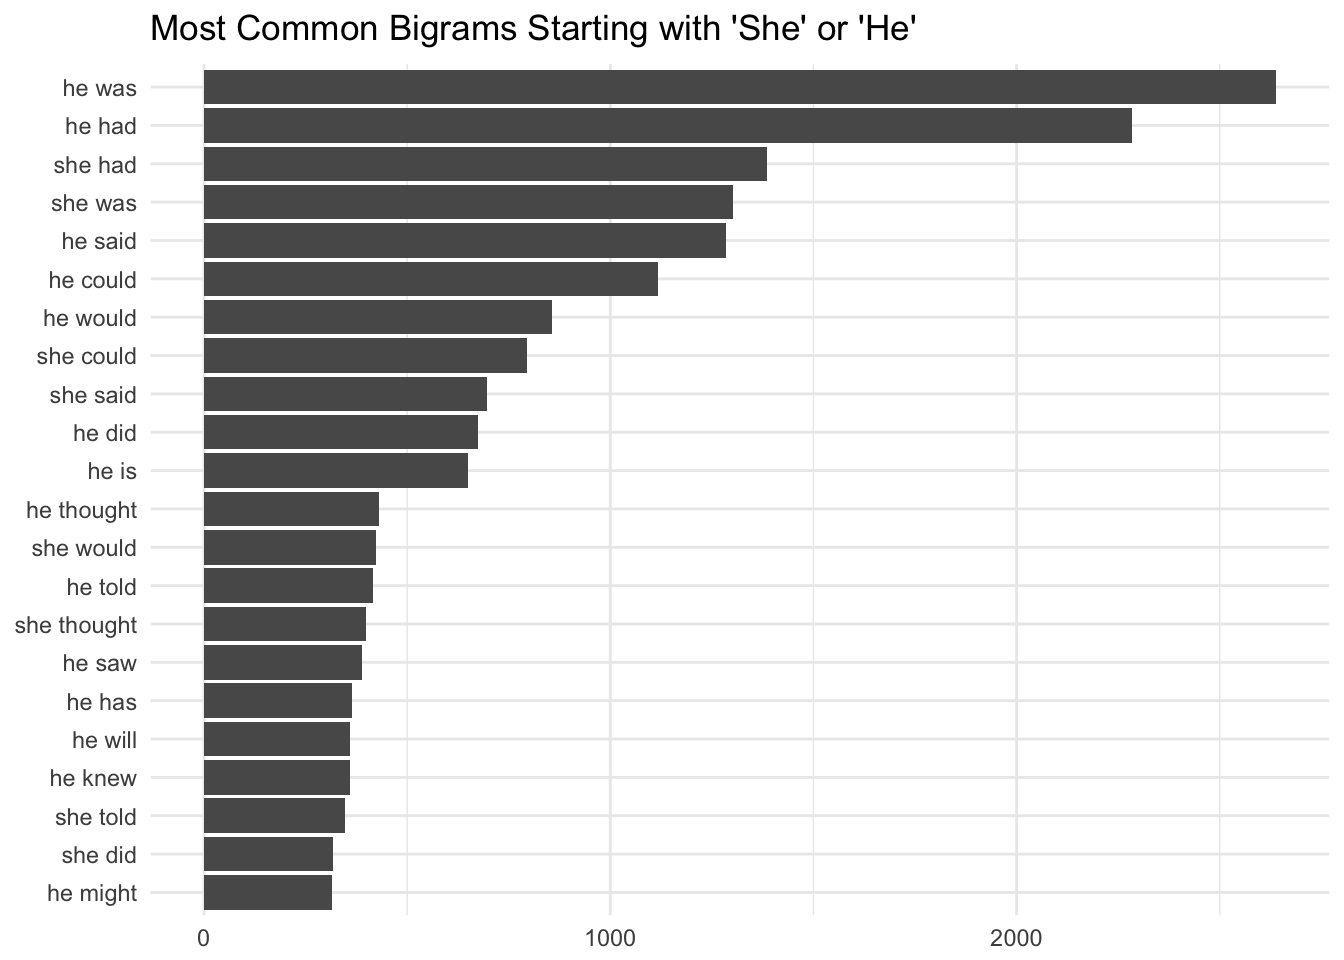 Most Common Bigrams Starting with 'She' or 'He'
he was
he had
she had
she was
he said
he could
he would
she could
she said
he did
he is
he thought
she would
he told
she thought
he saw
he has
he will
he knew
she told
she did
he might
0 1000 2000